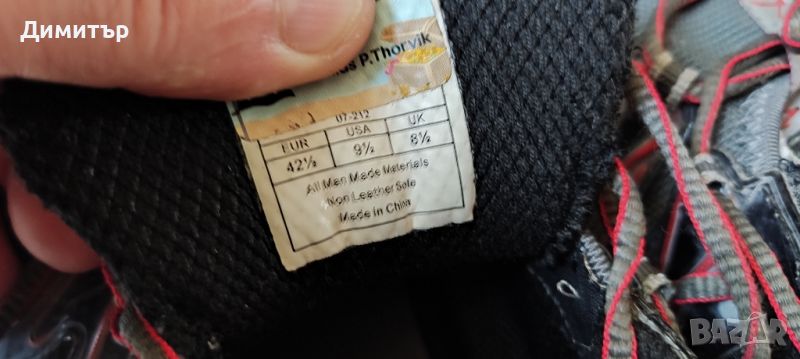 Димитър
P.Thorvik
07-212
EUR USA UK
42½ 9½ 8½
All Man Made Materials
Non Leather Sole
Made in China
BAZAR